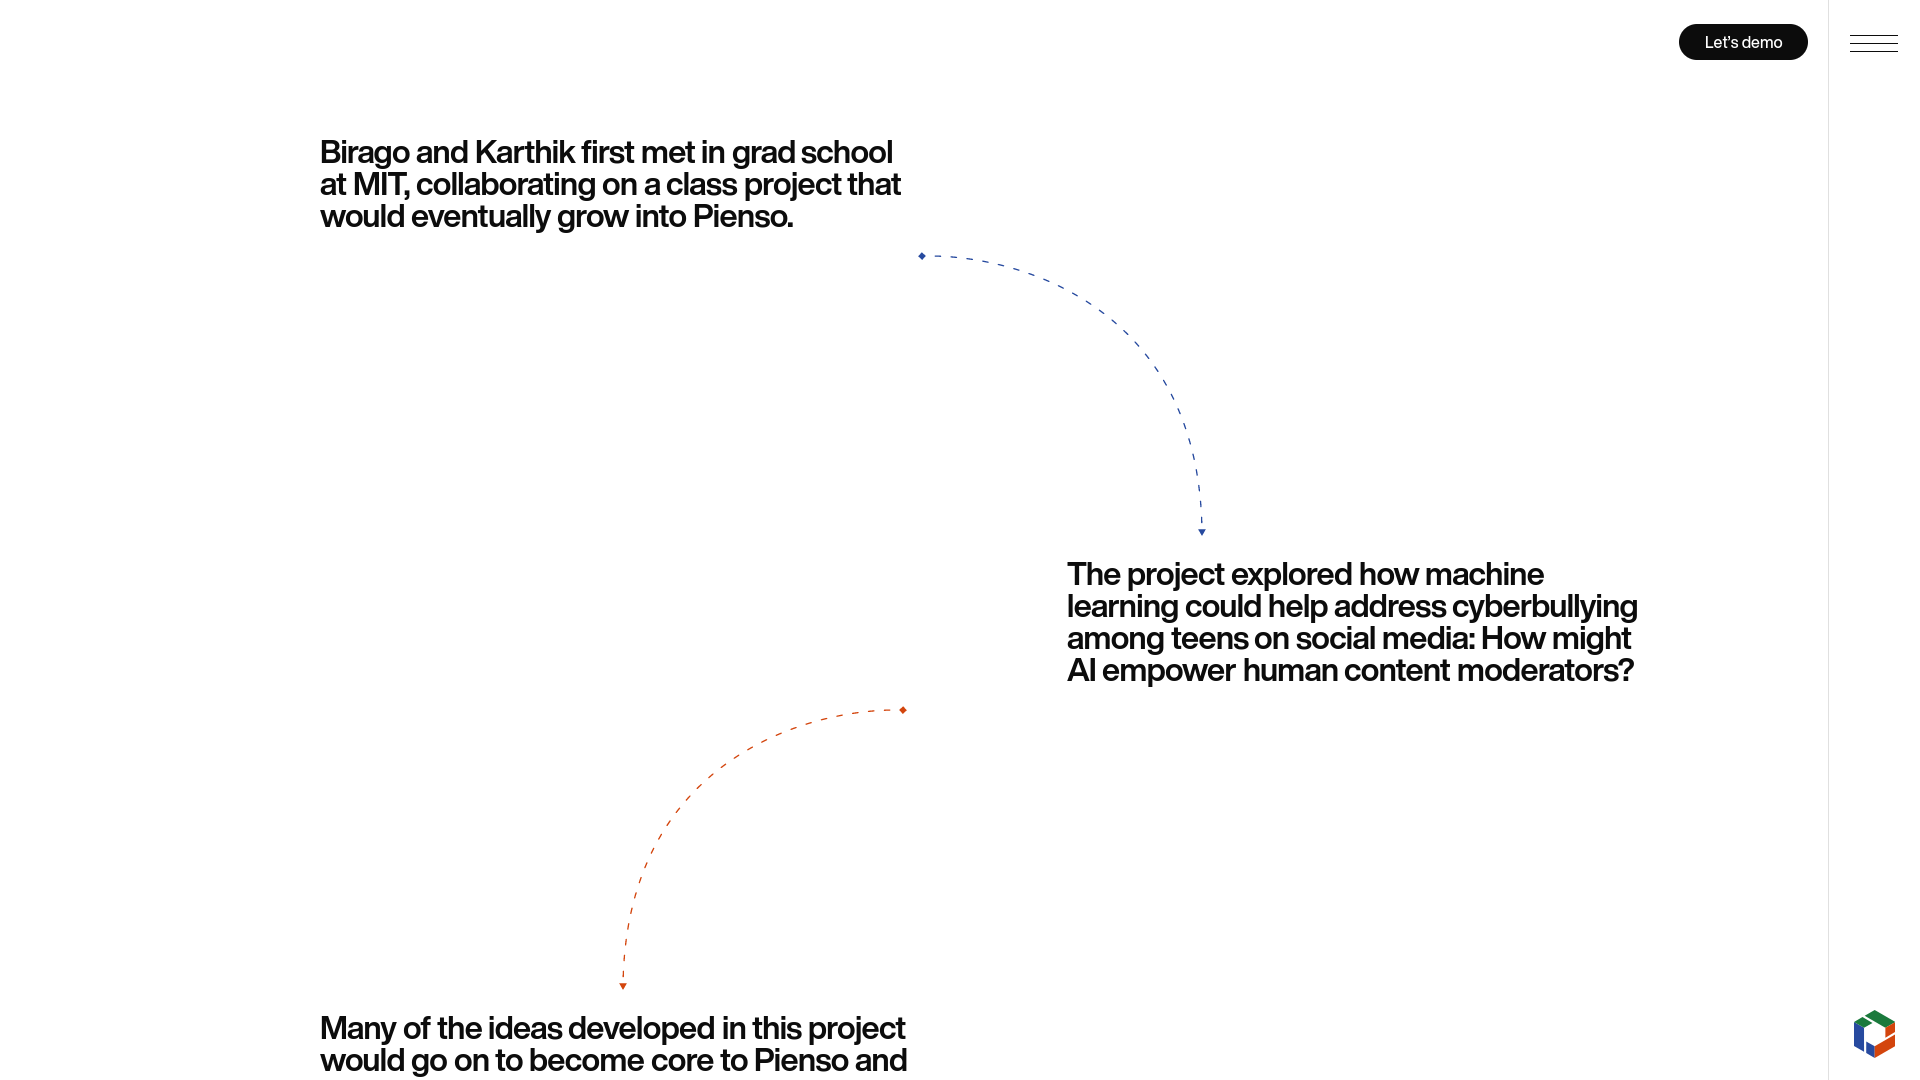 Let's demo
Birago and Karthik first met in grad school
at MIT, collaborating on a class project that
would eventually grow into Pienso.
The project explored how machine
learning could help address cyberbullying
among teens on social media: How might
AI empower human content moderators?
Many of the ideas developed in this project
would go on to become core to Pienso and